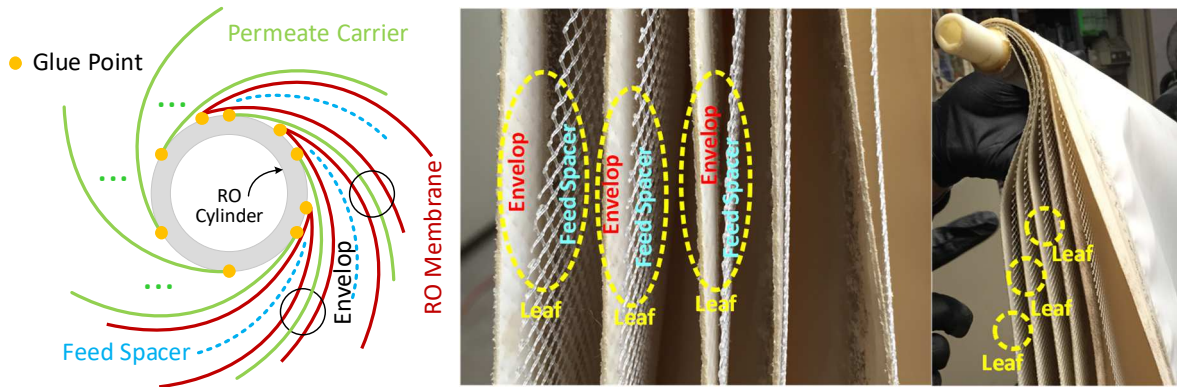 Permeate Carrier
Glue Point
RO
Cylinder
RO Membrane
Envelop
Feed Spacer
Envelop
Feed Spacer
Leaf
Envelop
Feed Spacer
Leaf
Envelop
Feed Spacer
Leaf
Leaf
Leaf
Leaf